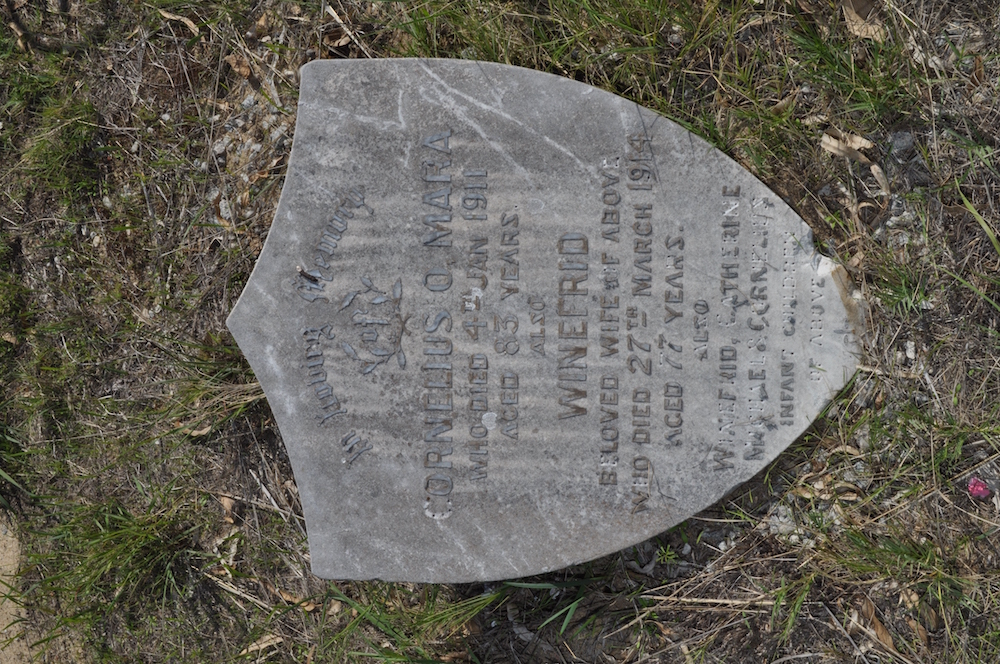 In loving Memory
CORNELIUS O'MARA
WHO DIED 4TH JAN 1911
AGED 83 YEARS
ALSO
WINEFRID
BELOVED WIFE OF ABOVE
WHO DIED 27TH MARCH 1914
AGED 77 YEARS.
ALSO
WINEFRID, CATHERINE
& CORNELIUS
INFANT CHILDREN
OF ABOVE